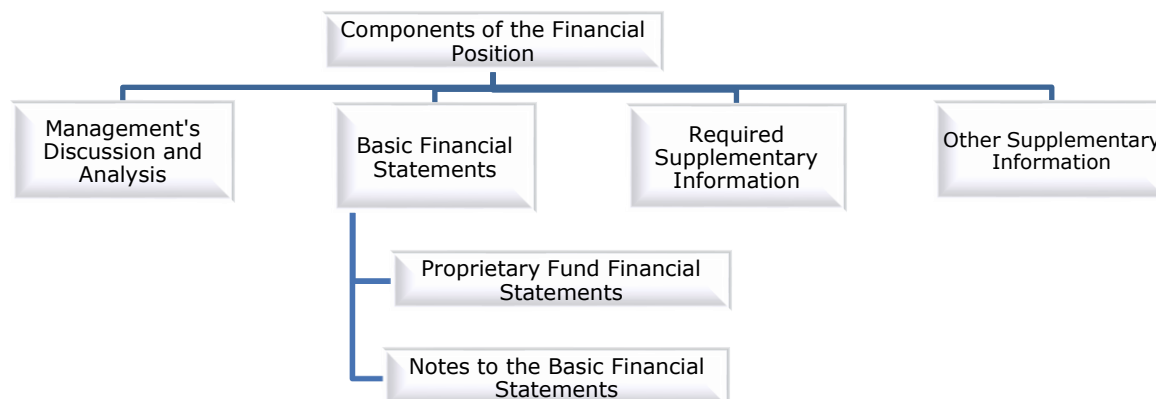 Components of the Financial
Position
Management's
Discussion and
Analysis
Basic Financial
Statements
Required
Supplementary
Information
Other Supplementary
Information
Proprietary Fund Financial
Statements
Notes to the Basic Financial
Statements